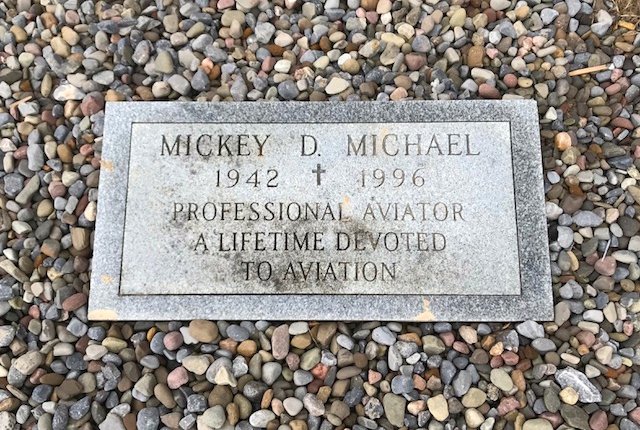 MICKEY D. MICHAEL
1942 ✝ 1996
PROFESSIONAL AVIATOR
A LIFETIME DEVOTED
TO AVIATION